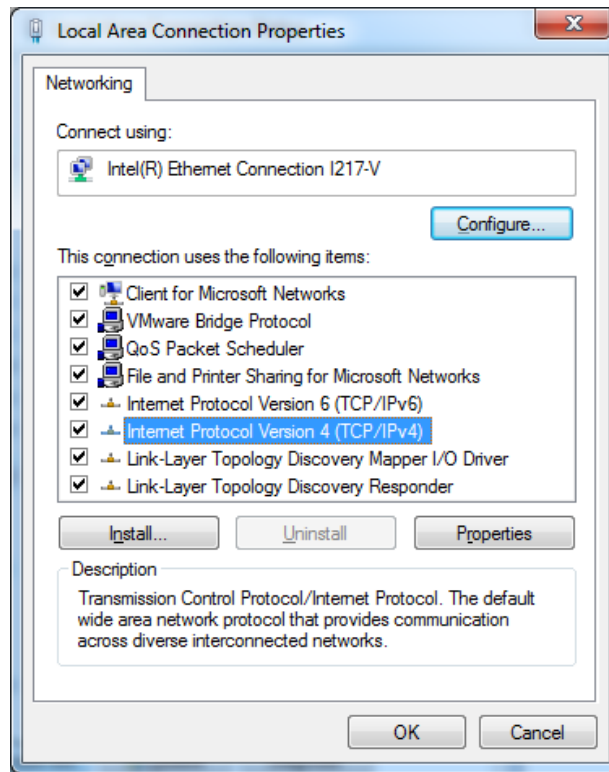 Local Area Connection Properties
Networking
Connect using:
Intel(R) Ethernet Connection I217-V
Configure...
This connection uses the following items:
Client for Microsoft Networks
VMware Bridge Protocol
QoS Packet Scheduler
File and Printer Sharing for Microsoft Networks
Internet Protocol Version 6 (TCP/IPv6)
Internet Protocol Version 4 (TCP/IPv4)
Link-Layer Topology Discovery Mapper I/O Driver
Link-Layer Topology Discovery Responder
Install... Uninstall Properties
Description
Transmission Control Protocol/Internet Protocol. The default
wide area network protocol that provides communication
across diverse interconnected networks.
OK Cancel